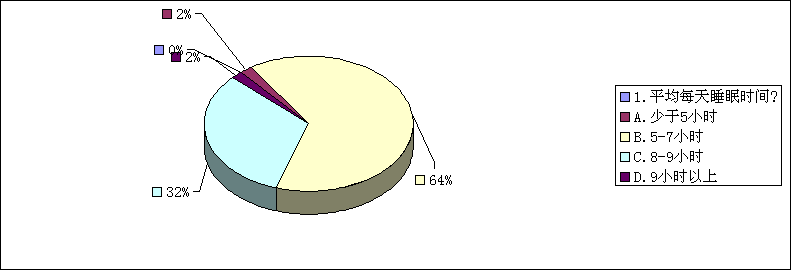 2%
0%
2%
32%
64%
1.平均每天睡眠时间?
A.少于5小时
B.5-7小时
C.8-9小时
D.9小时以上